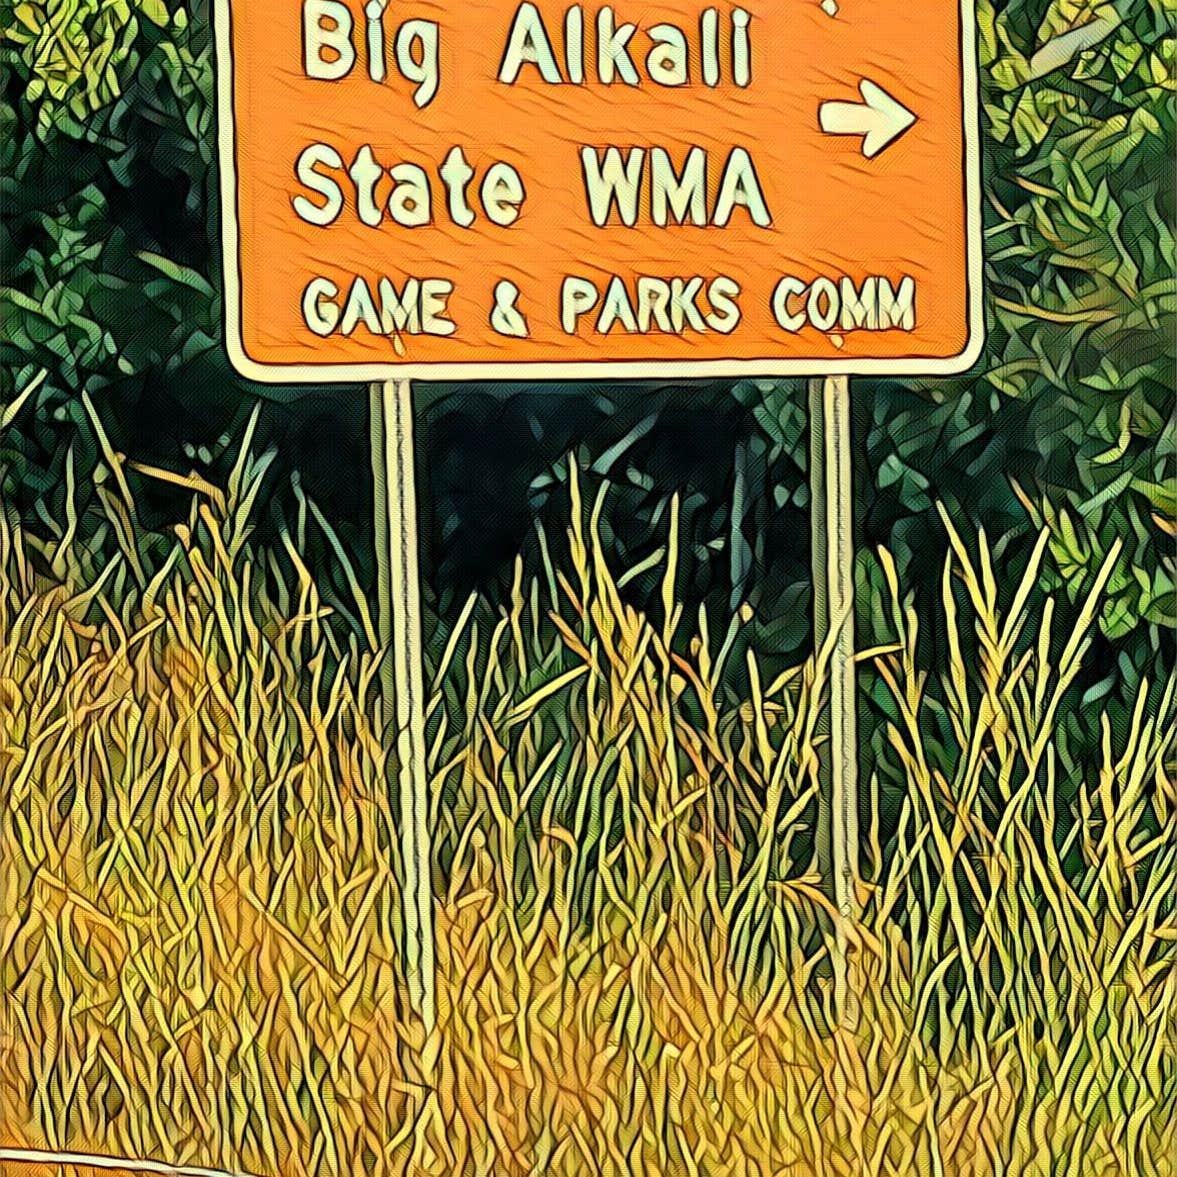 Big Alkali
State WMA
GAME & PARKS COMM